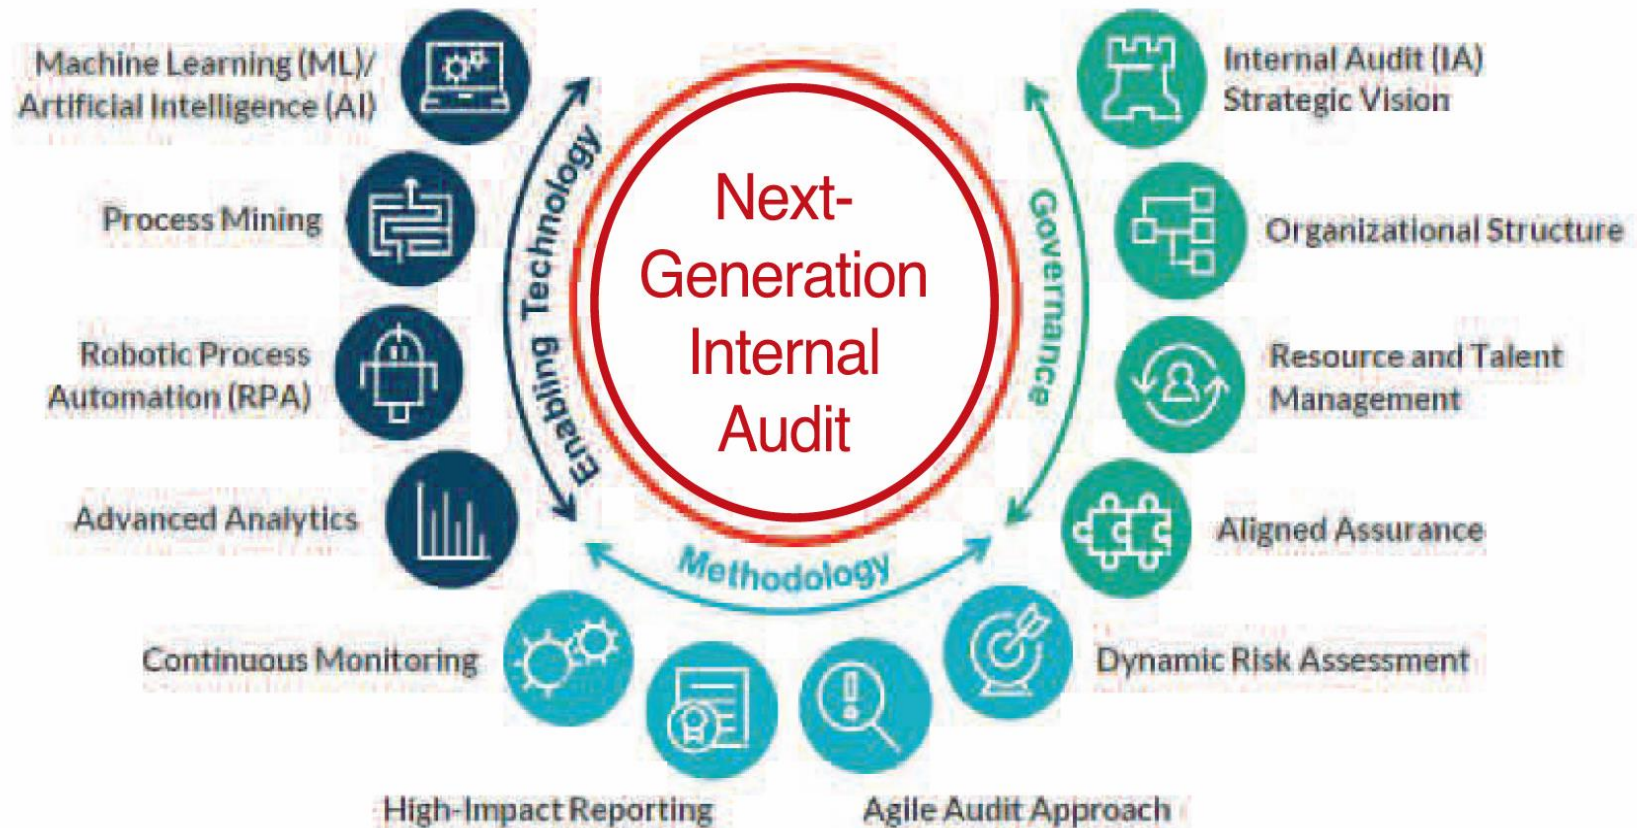 Machine Learning (ML)/
Artificial Intelligence (AI)
Process Mining
Robotic Process
Automation (RPA)
Advanced Analytics
Enabling Technology
Next-
Generation
Internal
Audit
Governance
Internal Audit (IA)
Strategic Vision
Organizational Structure
Resource and Talent
Management
Aligned Assurance
Methodology
Continuous Monitoring
Dynamic Risk Assessment
High-Impact Reporting
Agile Audit Approach